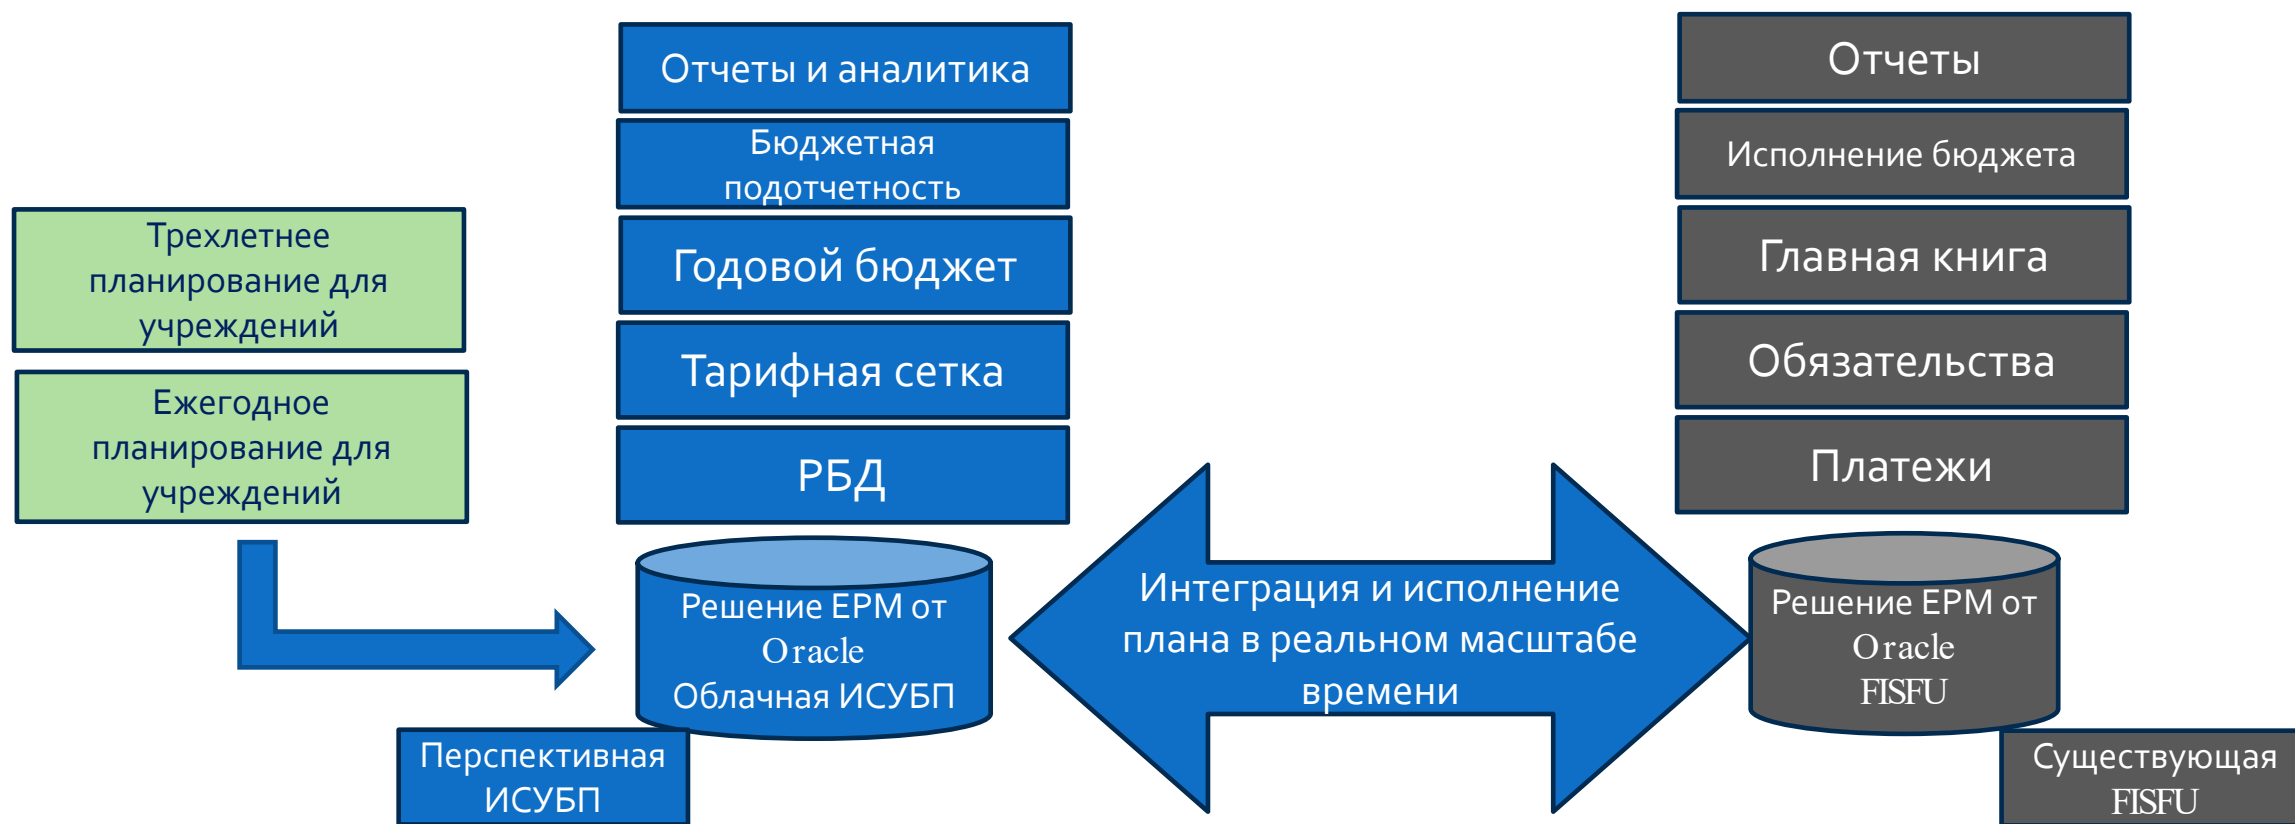 Отчеты и аналитика
Бюджетная
подотчетность
Годовой бюджет
Тарифная сетка
РБД
Трехлетнее
планирование для
учреждений
Ежегодное
планирование для
учреждений
Решение EPM от
Oracle
Облачная ИСУБП
Перспективная
ИСУБП
Интеграция и исполнение
плана в реальном масштабе
времени
Отчеты
Исполнение бюджета
Главная книга
Обязательства
Платежи
Решение EPM от
Oracle
FISFU
Существующая
FISFU